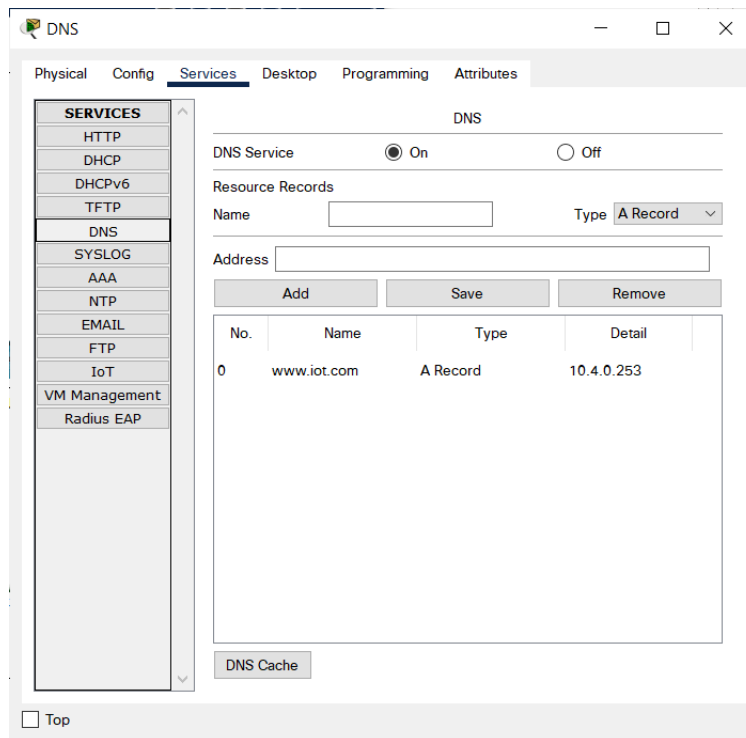 DNS
Physical Config Services Desktop Programming Attributes
SERVICES
HTTP
DHCP
DHCPv6
TFTP
DNS
SYSLOG
AAA
NTP
EMAIL
FTP
IoT
VM Management
Radius EAP
DNS
DNS Service On Off
Resource Records
Name Type A Record
Address
Add Save Remove
No. Name Type Detail
0 www.iot.com A Record 10.4.0.253
DNS Cache
Top